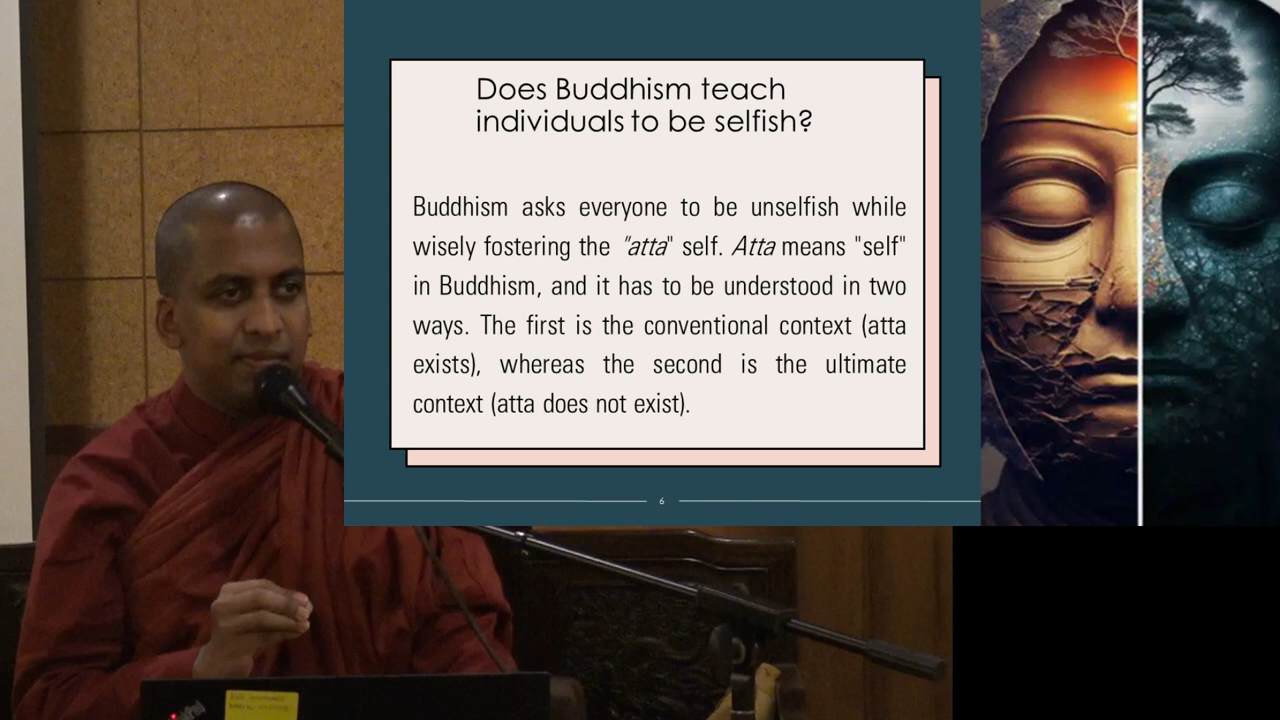 Does Buddhism teach
individuals to be selfish?
Buddhism asks everyone to be unselfish while
wisely fostering the "atta" self. Atta means "self"
in Buddhism, and it has to be understood in two
ways. The first is the conventional context (atta
exists), whereas the second is the ultimate
context (atta does not exist).
6